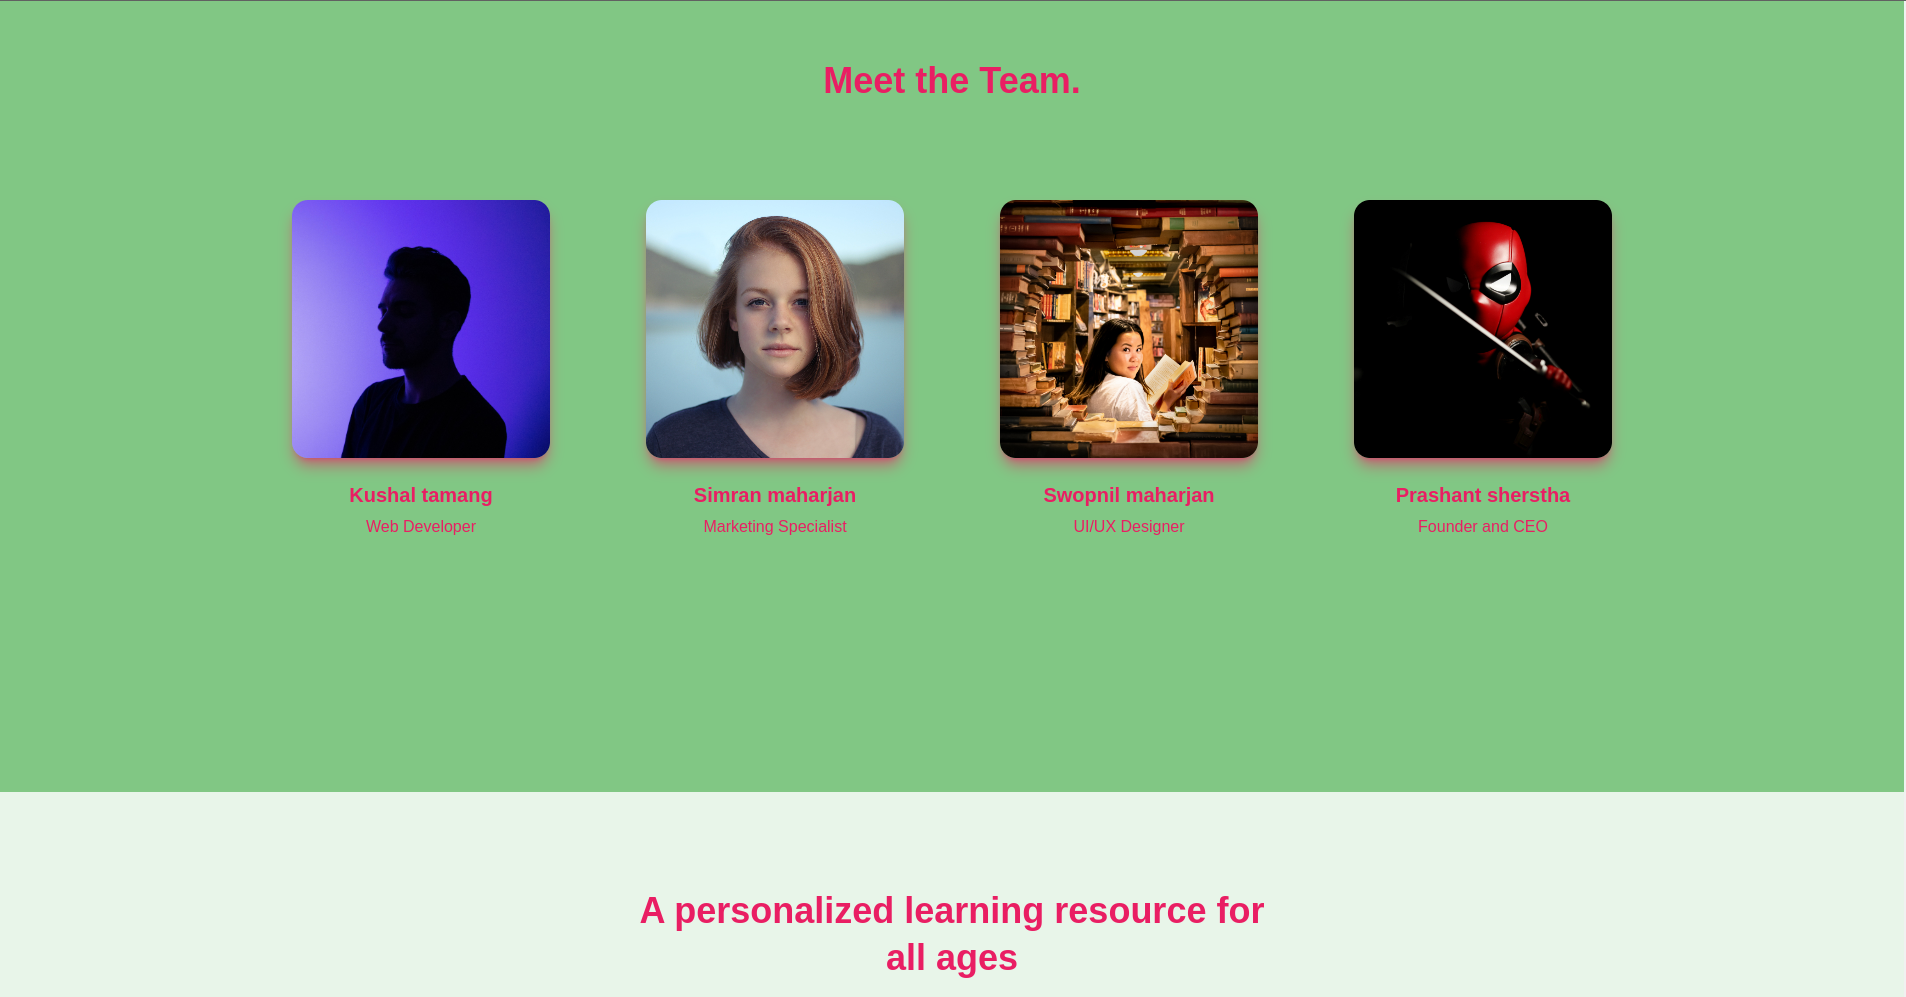 Meet the Team.
Kushal tamang
Web Developer
Simran maharjan
Marketing Specialist
Swopnil maharjan
UI/UX Designer
Prashant sherstha
Founder and CEO
A personalized learning resource for
all ages